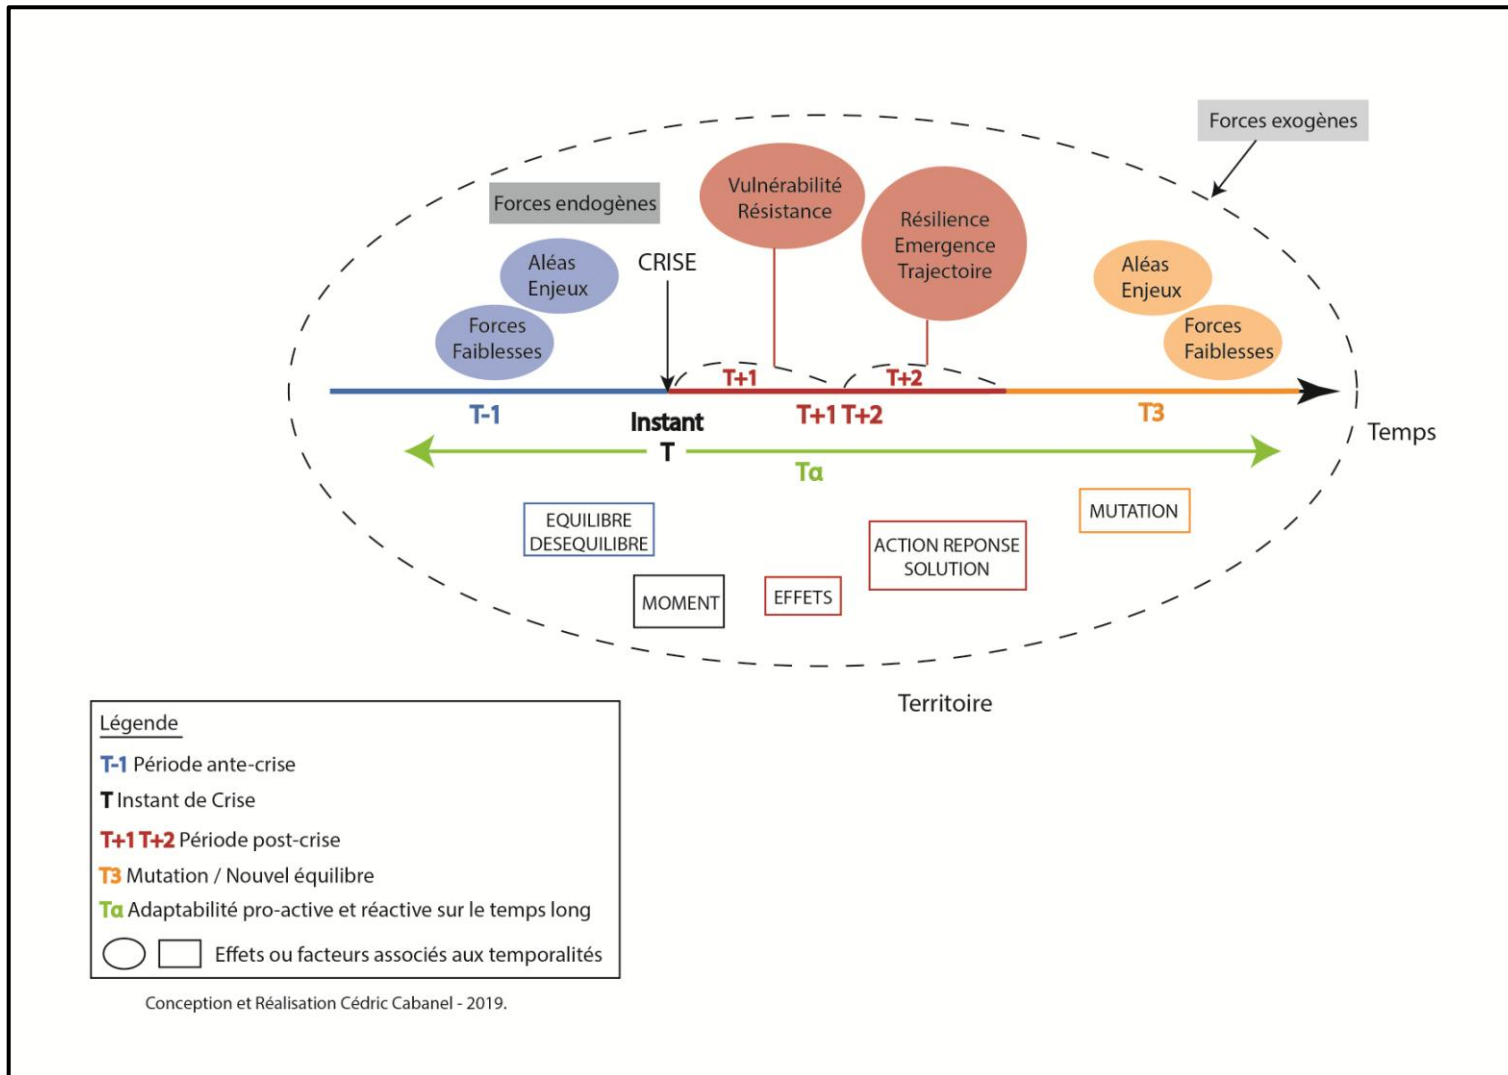 Forces exogènes
Forces endogènes
Vulnérabilité
Résistance
Résilience
Emergence
Trajectoire
Aléas
Enjeux
Forces
Faiblesses
CRISE
Aléas
Enjeux
Forces
Faiblesses
T+1
T+2
T-1
Instant
T
T+1 T+2
T3
Temps
Tα
EQUILIBRE
DESEQUILIBRE
MOMENT
EFFETS
ACTION REPONSE
SOLUTION
MUTATION
Territoire
Légende
T-1 Période ante-crise
T Instant de Crise
T+1 T+2 Période post-crise
T3 Mutation / Nouvel équilibre
Tα Adaptabilité pro-active et réactive sur le temps long
Effets ou facteurs associés aux temporalités
Conception et Réalisation Cédric Cabanel - 2019.